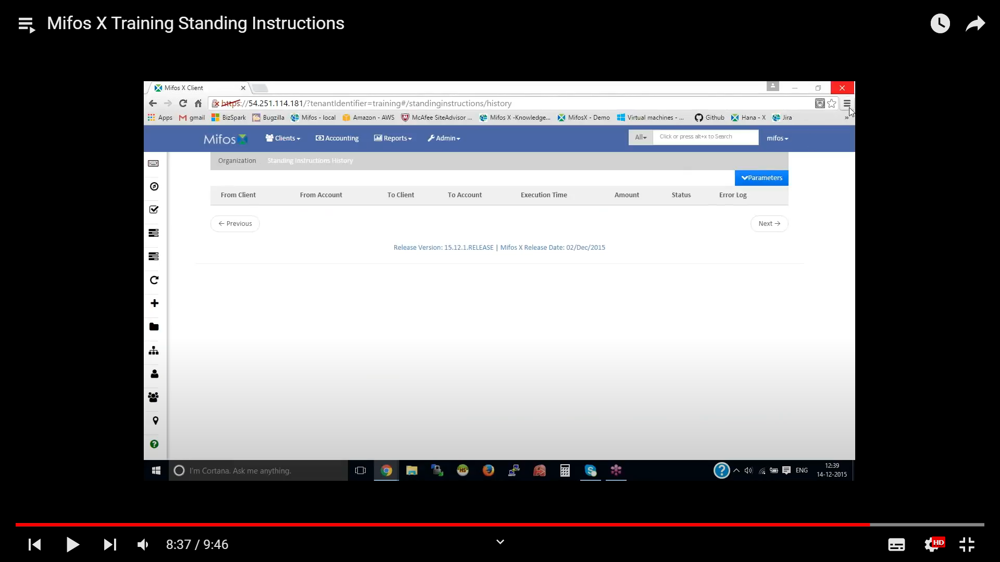 Mifos X Training Standing Instructions
Mifos X Client
https://54.251.114.181/?tenantIdentifier=training#/standinginstructions/history
Apps gmail BizSpark Bugzilla Mifos - local Amazon - AWS McAfee SiteAdvisor ... Mifos X -Knowledge... MifosX - Demo Virtual machines - ... Github Hana - X Jira »
Mifos Clients Accounting Reports Admin All Click or press alt+x to Search mifos
Organization Standing Instructions History
Parameters
From Client From Account To Client To Account Execution Time Amount Status Error Log
← Previous Next →
Release Version: 15.12.1.RELEASE | Mifos X Release Date: 02/Dec/2015
I'm Cortana. Ask me anything. HS ENG 12:39
14-12-2015
8:37 / 9:46 HD